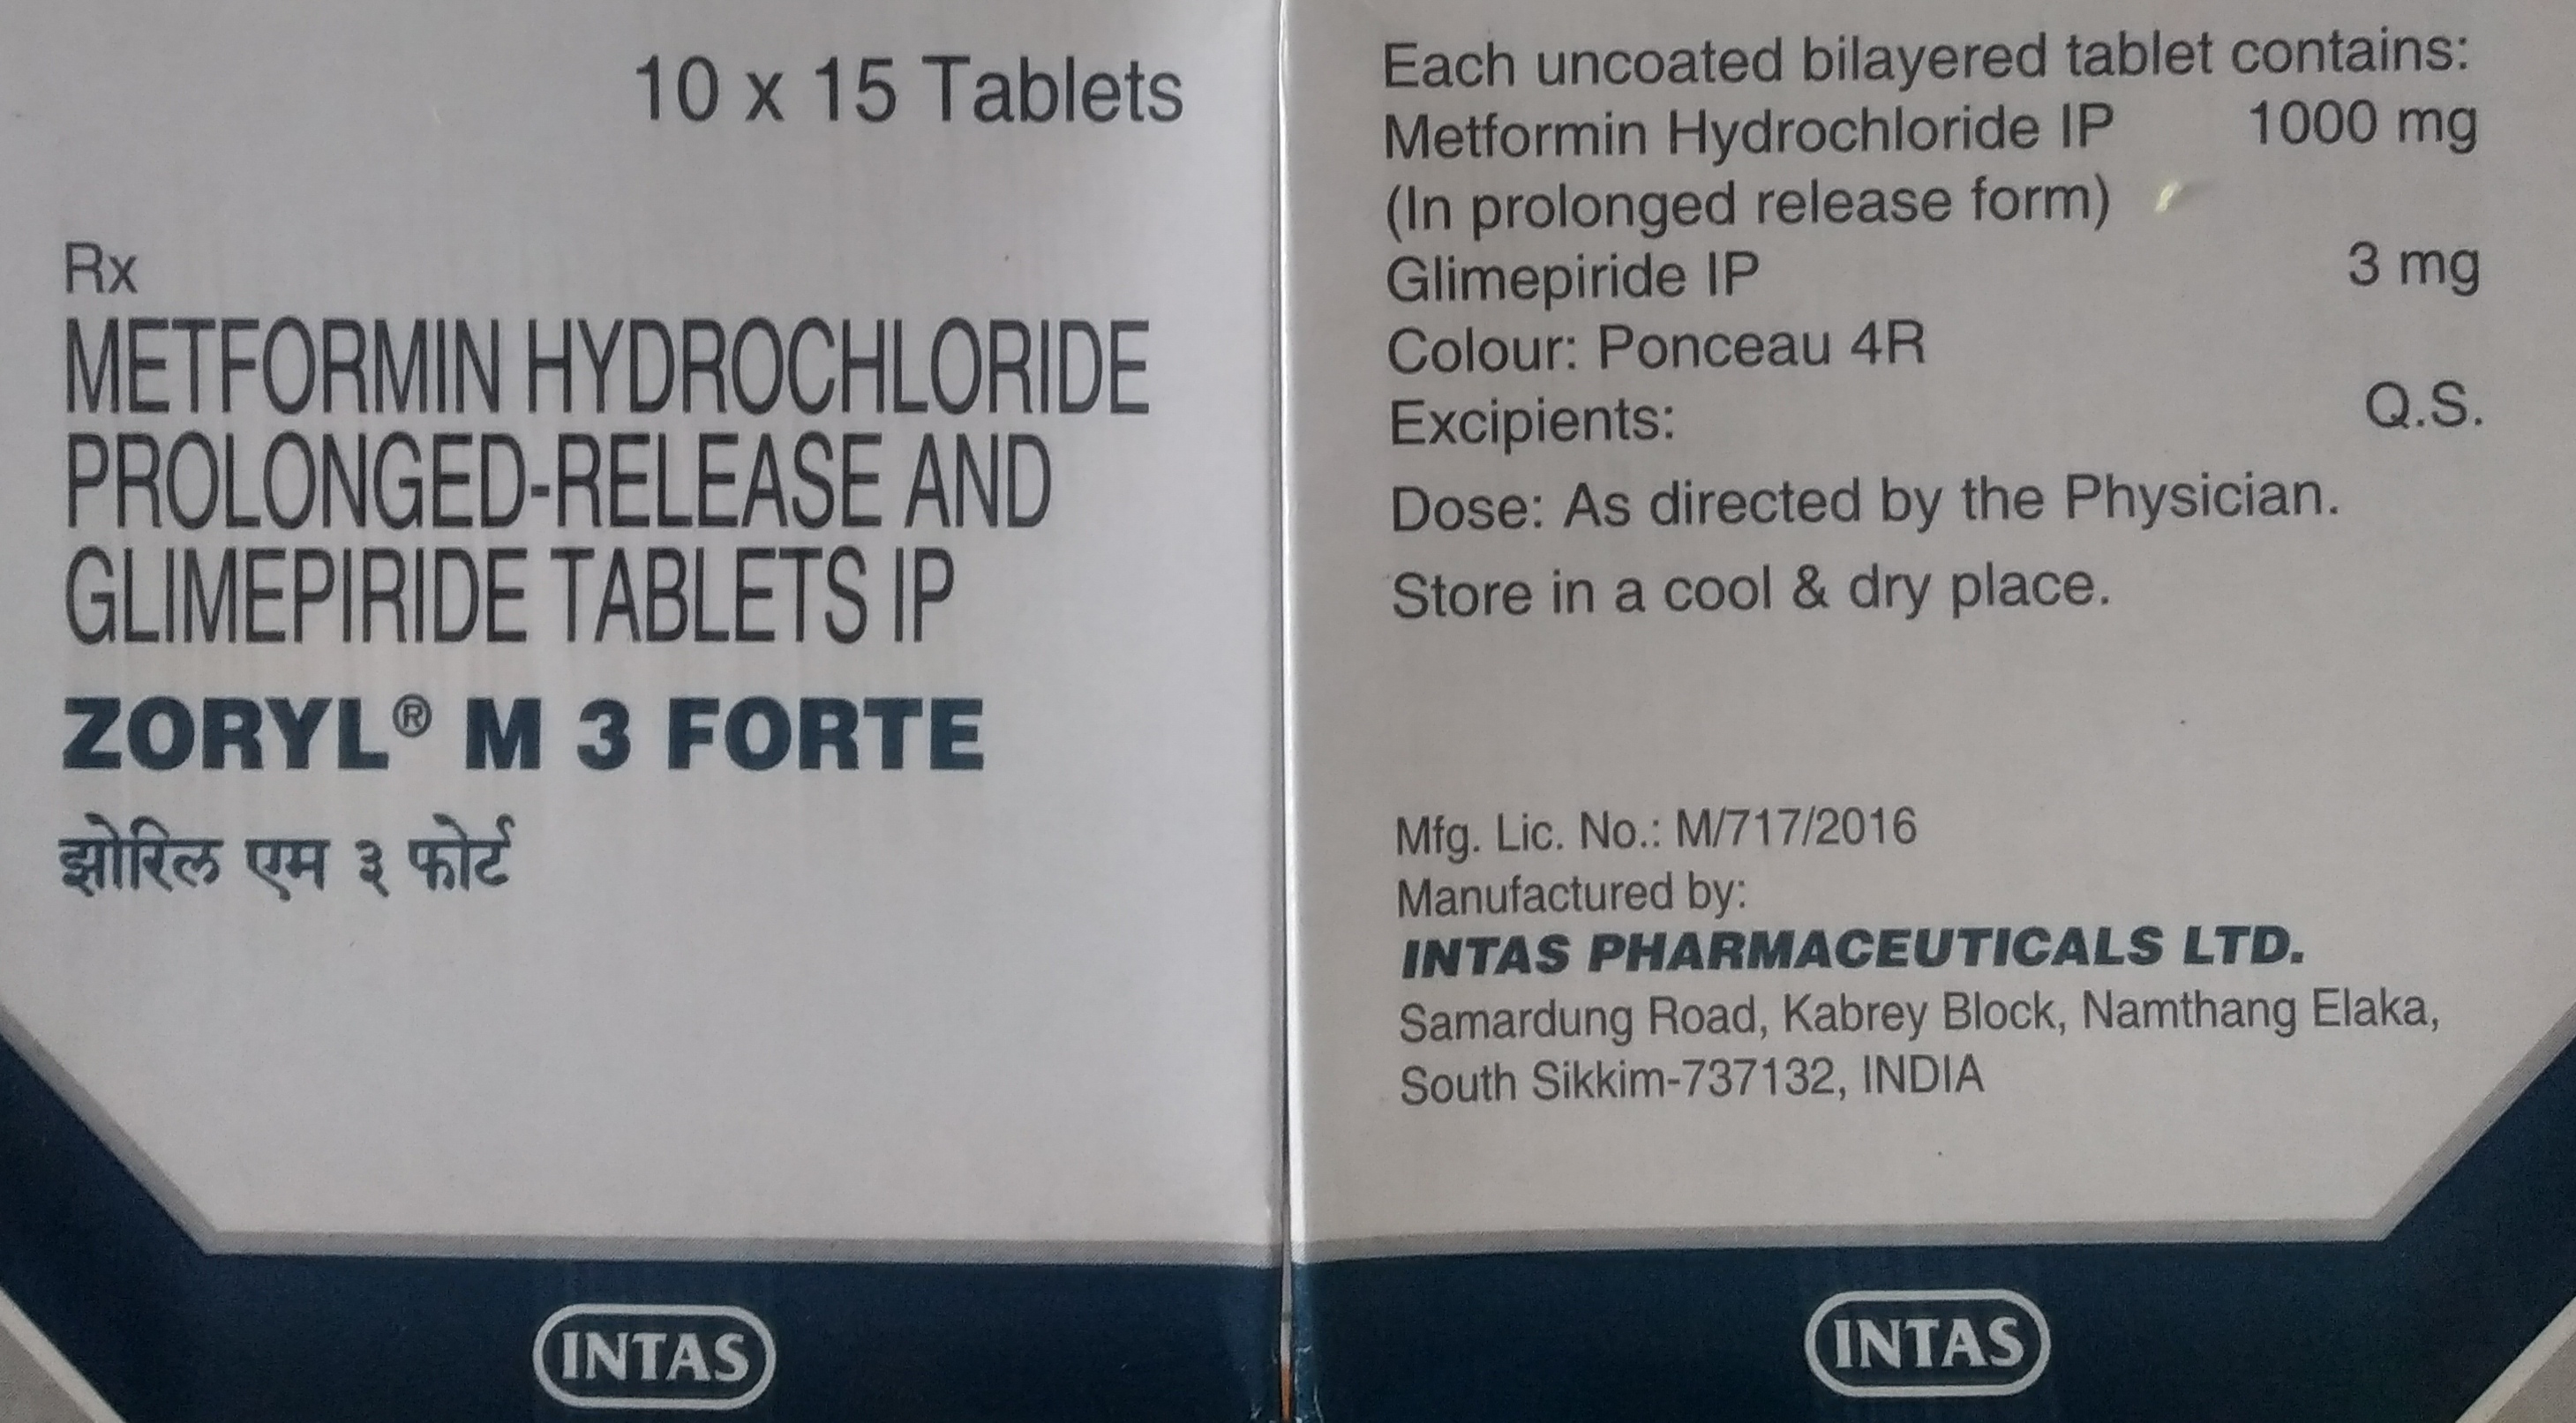 10 x 15 Tablets
Rx
METFORMIN HYDROCHLORIDE
PROLONGED-RELEASE AND
GLIMEPIRIDE TABLETS IP
ZORYL® M 3 FORTE
झोरिल एम ३ फोर्ट
INTAS
Each uncoated bilayered tablet contains:
Metformin Hydrochloride IP 1000 mg
(In prolonged release form)
Glimepiride IP 3 mg
Colour: Ponceau 4R
Excipients: Q.S.
Dose: As directed by the Physician.
Store in a cool & dry place.
Mfg. Lic. No.: M/717/2016
Manufactured by:
INTAS PHARMACEUTICALS LTD.
Samardung Road, Kabrey Block, Namthang Elaka,
South Sikkim-737132, INDIA
INTAS